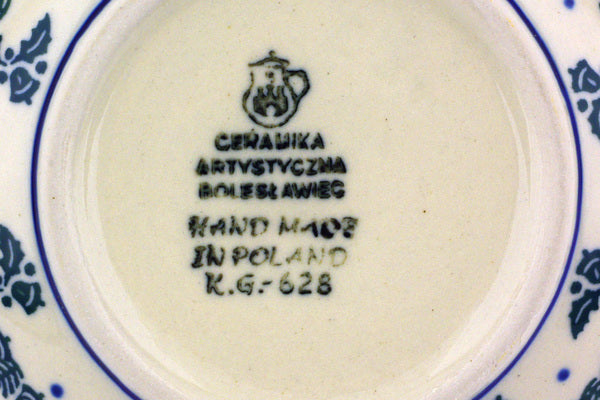 CERAMIKA
ARTYSTYCZNA
BOLESŁAWIEC
HAND MADE
IN POLAND
K.G.-628